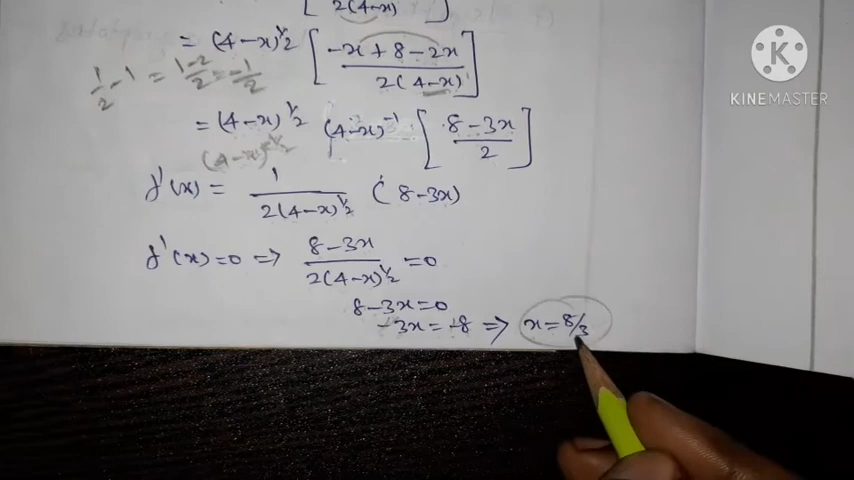 2(4-x)
= (4-x)^1/2 [ (-x + 8 - 2x) / 2(4-x) ]
1/2 - 1 = (1-2)/2 = -1/2
= (4-x)^1/2 (4-x)^-1 [ (8-3x) / 2 ]
f'(x) = 1 / 2(4-x)^1/2 (8-3x)
f'(x)=0 => (8-3x) / 2(4-x)^1/2 = 0
8-3x=0
-3x = -8 => x = 8/3
K
KINEMASTER